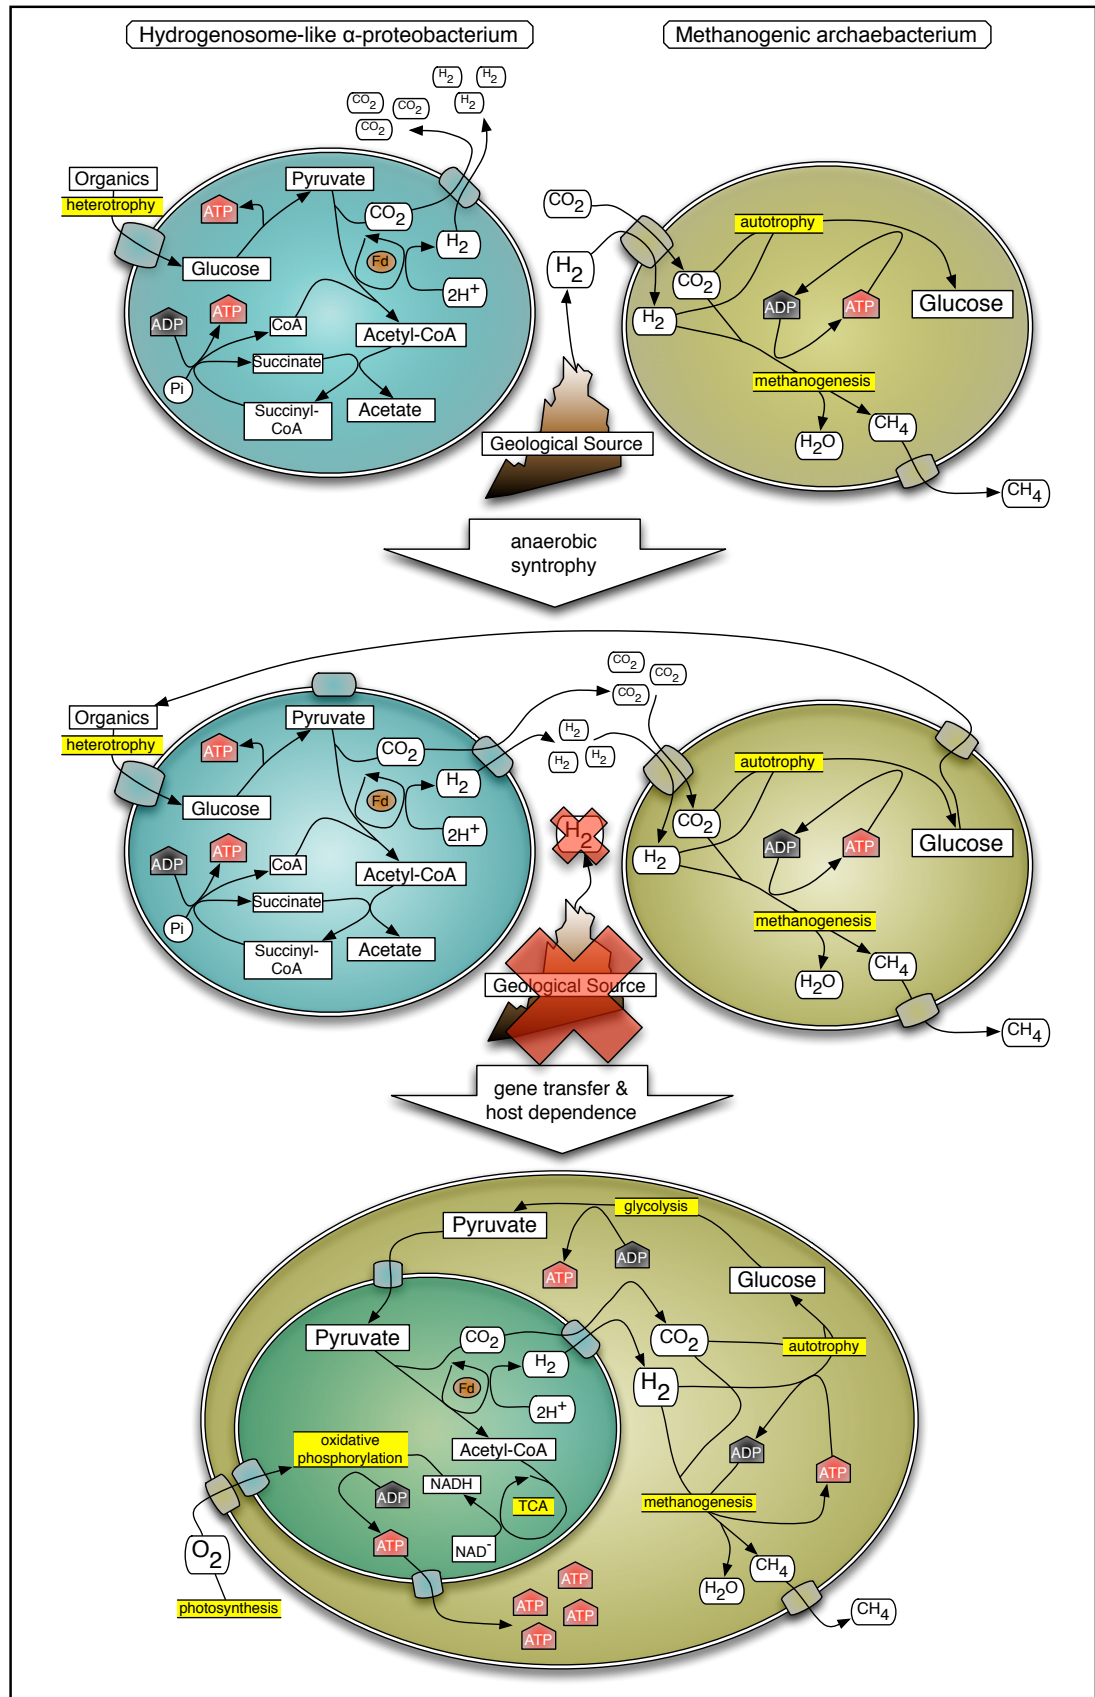 Hydrogenosome-like α-proteobacterium
Methanogenic archaebacterium
H2
H2
CO2
CO2
H2
CO2
Organics
heterotrophy
Pyruvate
ATP
CO2
H2
Fd
Glucose
2H+
ADP
ATP
CoA
Acetyl-CoA
Succinate
Pi
Succinyl-
CoA
Acetate
CO2
H2
Geological Source
autotrophy
CO2
H2
ADP
ATP
Glucose
methanogenesis
CH4
H2O
CH4
anaerobic
syntrophy
CO2
CO2
CO2
H2
H2
H2
Organics
heterotrophy
Pyruvate
ATP
CO2
H2
Fd
Glucose
2H+
ADP
ATP
CoA
Acetyl-CoA
Succinate
Pi
Succinyl-
CoA
Acetate
H2
Geological Source
autotrophy
CO2
H2
ADP
ATP
Glucose
methanogenesis
CH4
H2O
CH4
gene transfer &
host dependence
glycolysis
Pyruvate
ADP
ATP
Glucose
Pyruvate
CO2
H2
Fd
2H+
CO2
H2
autotrophy
oxidative
phosphorylation
Acetyl-CoA
NADH
ADP
TCA
ATP
NAD-
ADP
ATP
methanogenesis
O2
photosynthesis
ATP
ATP
ATP
ATP
H2O
CH4
CH4